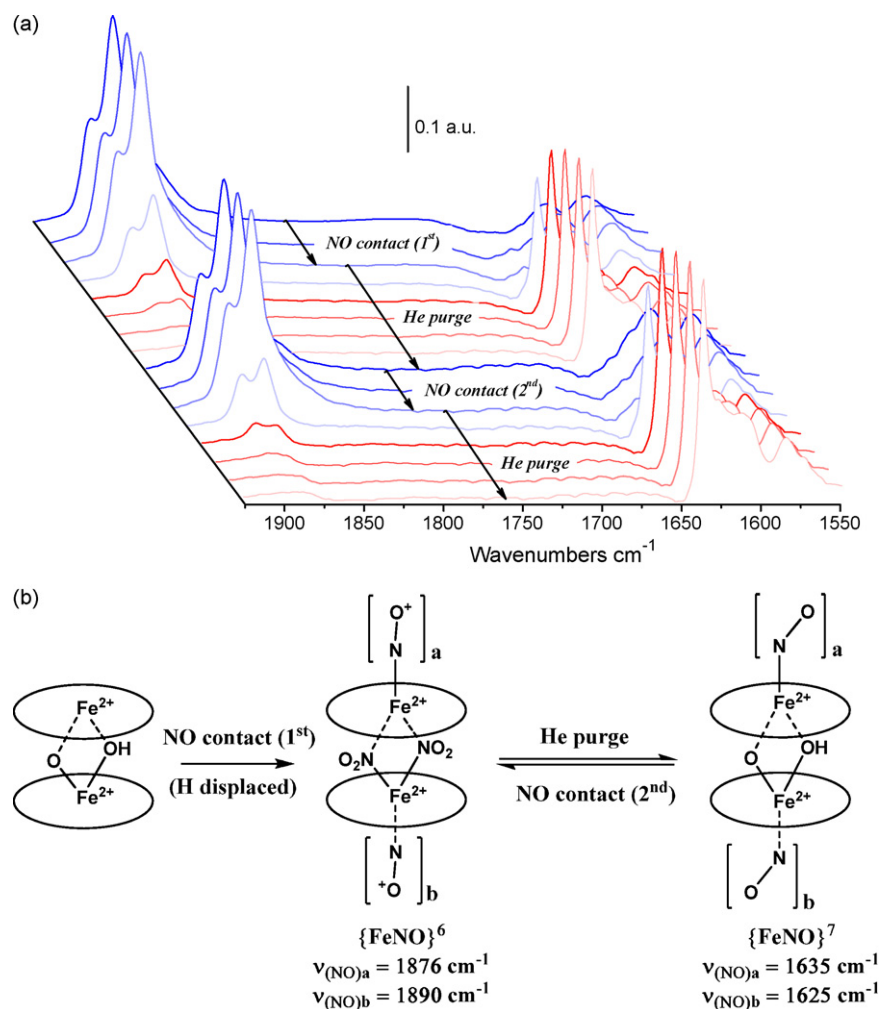 (a)
0.1 a.u.
NO contact (1st)
He purge
NO contact (2nd)
He purge
1900 1850 1800 1750 1700 1650 1600 1550
Wavenumbers cm-1
(b)
O+
N
a
Fe2+
O OH
Fe2+
NO contact (1st)
(H displaced)
Fe2+
O2N NO2
Fe2+
N
+O
b
He purge
NO contact (2nd)
O
N
a
Fe2+
O OH
Fe2+
N
O
b
{FeNO}6
ν(NO)a = 1876 cm-1
ν(NO)b = 1890 cm-1
{FeNO}7
ν(NO)a = 1635 cm-1
ν(NO)b = 1625 cm-1